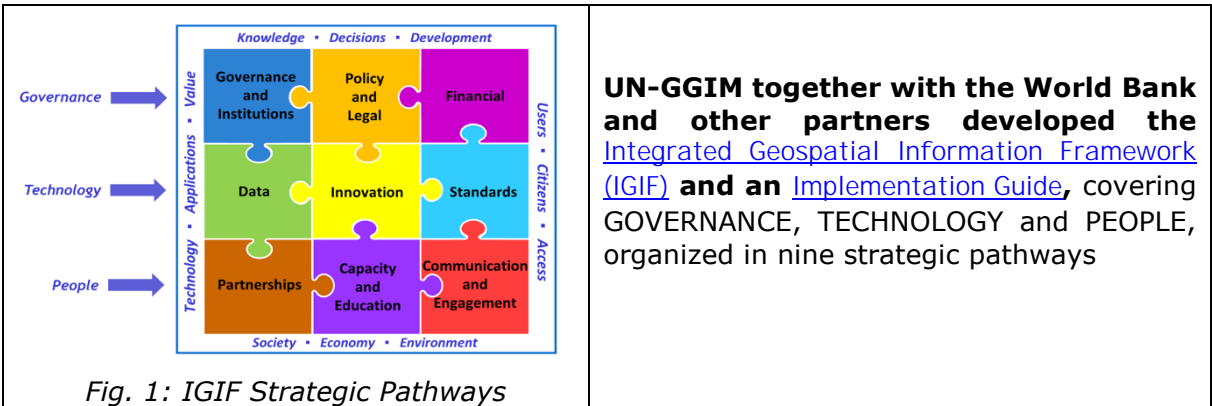 Knowledge • Decisions • Development
Governance
Technology
People
Technology • Applications • Value
Governance
and
Institutions
Policy
and
Legal
Financial
Data
Innovation
Standards
Partnerships
Capacity
and
Education
Communication
and
Engagement
Users • Citizens • Access
Society • Economy • Environment
Fig. 1: IGIF Strategic Pathways
UN-GGIM together with the World Bank
and other partners developed the
Integrated Geospatial Information Framework
(IGIF) and an Implementation Guide, covering
GOVERNANCE, TECHNOLOGY and PEOPLE,
organized in nine strategic pathways